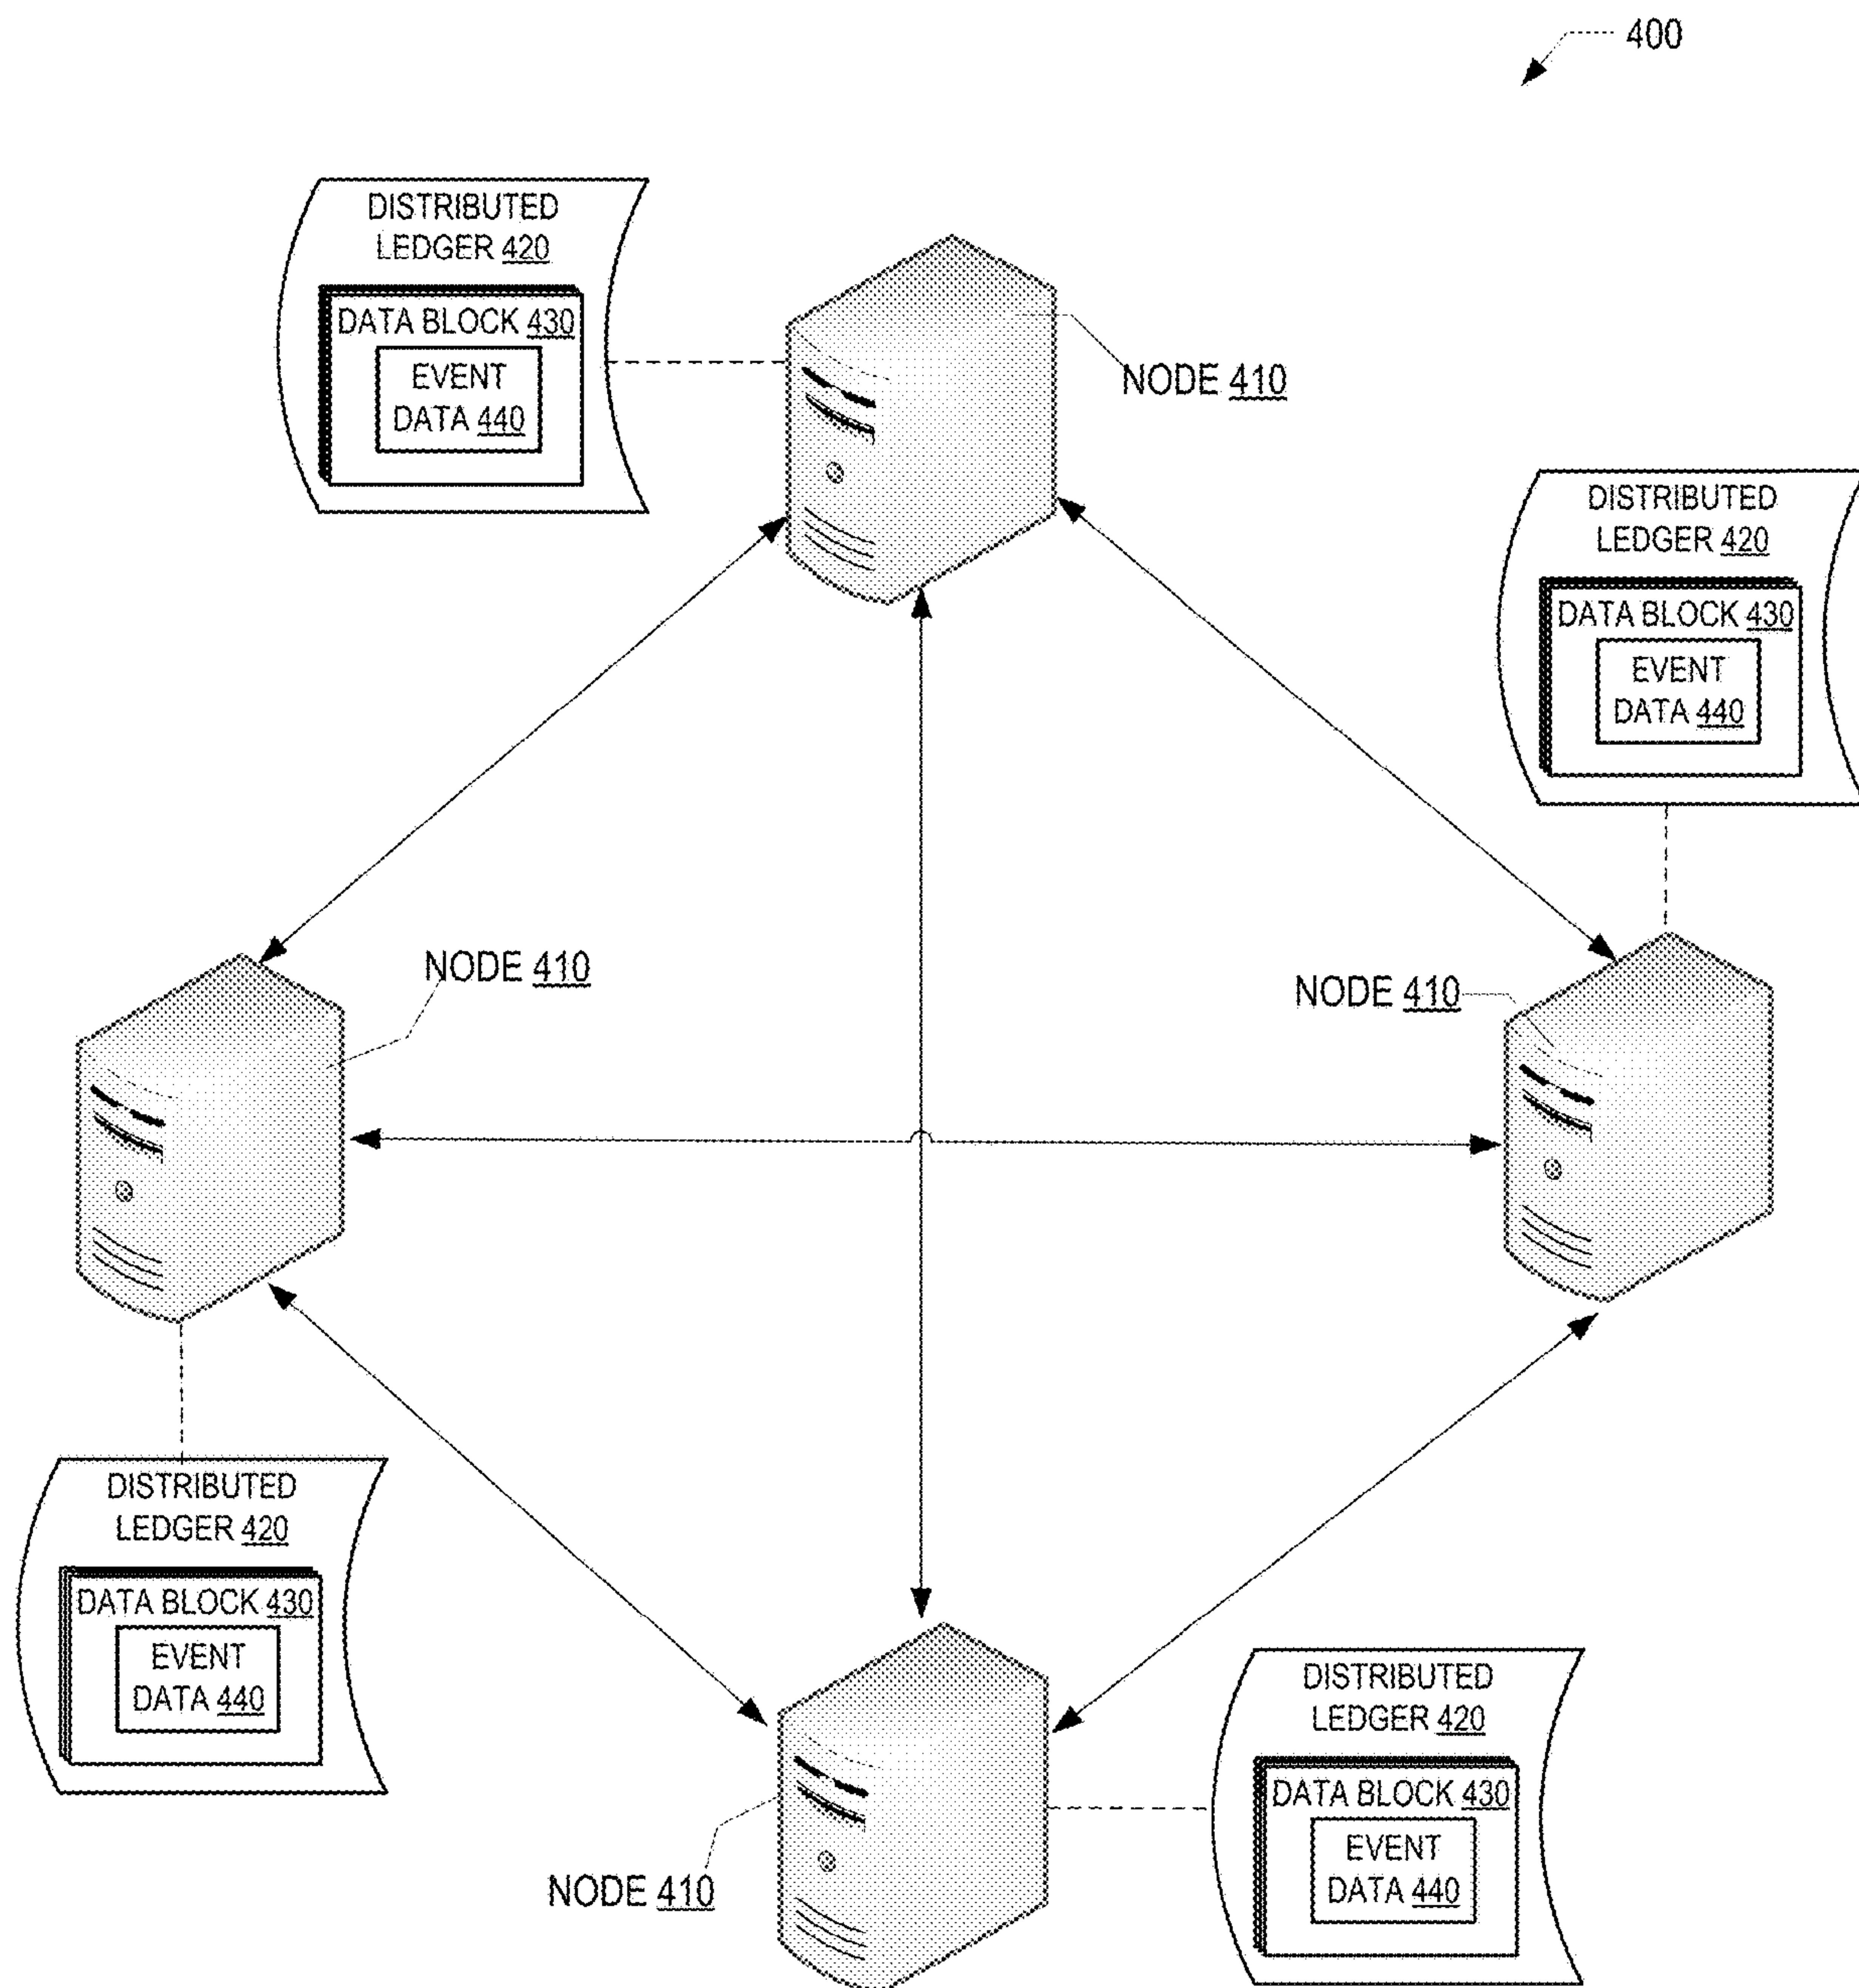 400
DISTRIBUTED
LEDGER 420
DATA BLOCK 430
EVENT
DATA 440
NODE 410
DISTRIBUTED
LEDGER 420
DATA BLOCK 430
EVENT
DATA 440
NODE 410
NODE 410
DISTRIBUTED
LEDGER 420
DATA BLOCK 430
EVENT
DATA 440
DISTRIBUTED
LEDGER 420
DATA BLOCK 430
EVENT
DATA 440
NODE 410